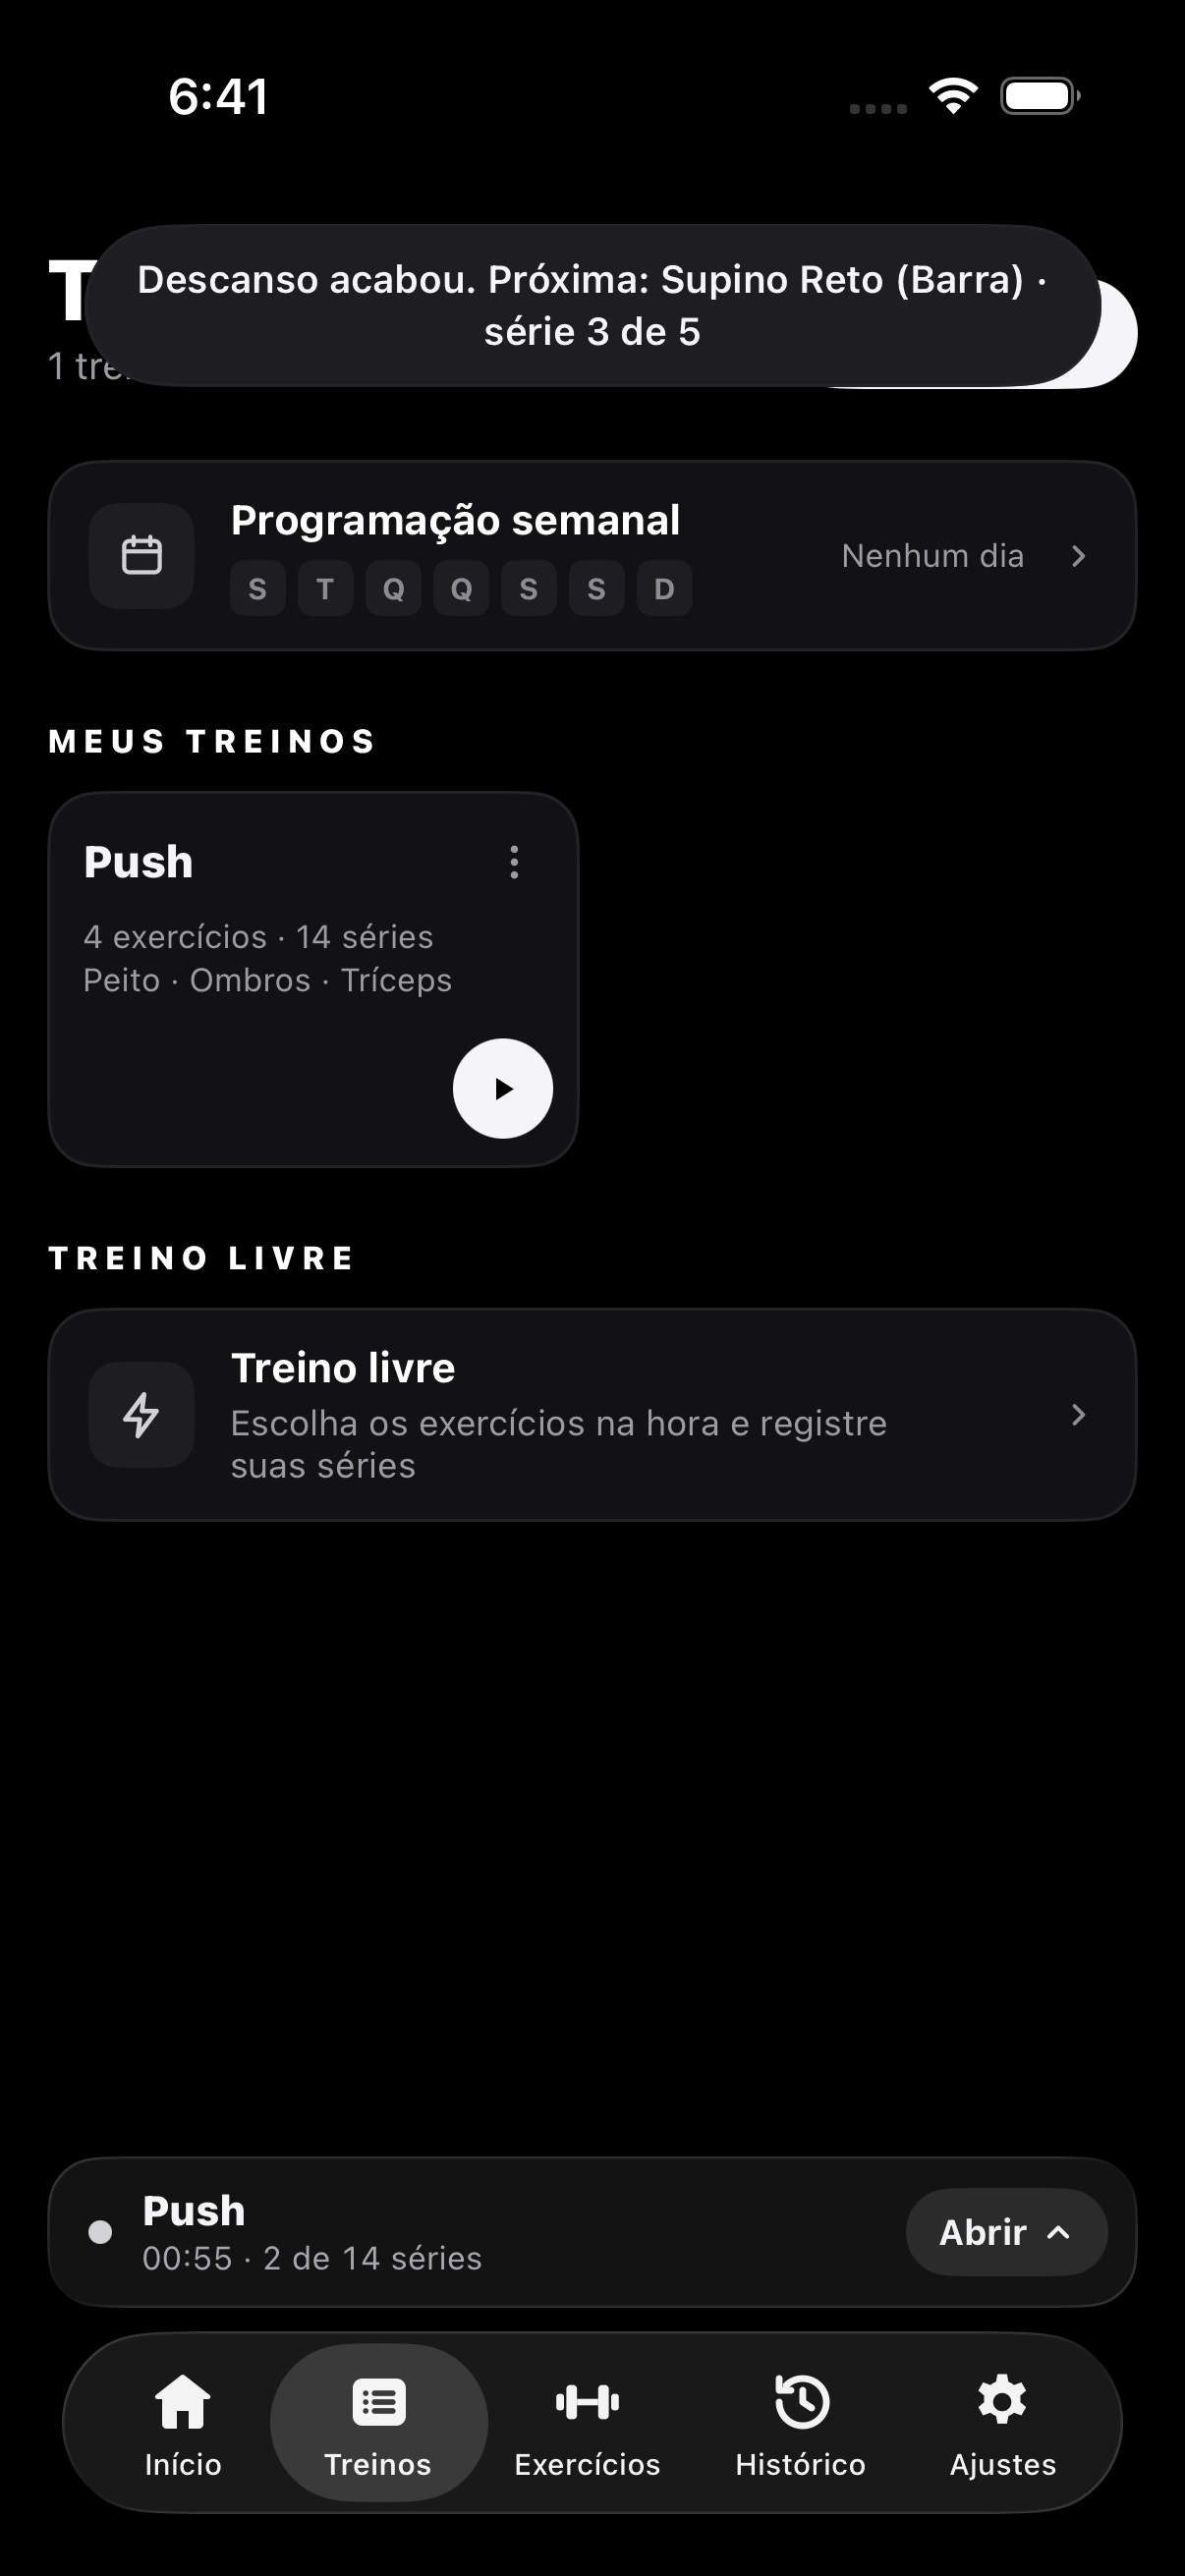 6:41
Descanso acabou. Próxima: Supino Reto (Barra) ·
série 3 de 5
Programação semanal
S T Q Q S S D
Nenhum dia
MEUS TREINOS
Push
4 exercícios · 14 séries
Peito · Ombros · Tríceps
TREINO LIVRE
Treino livre
Escolha os exercícios na hora e registre
suas séries
Push
00:55 · 2 de 14 séries
Abrir
Início
Treinos
Exercícios
Histórico
Ajustes